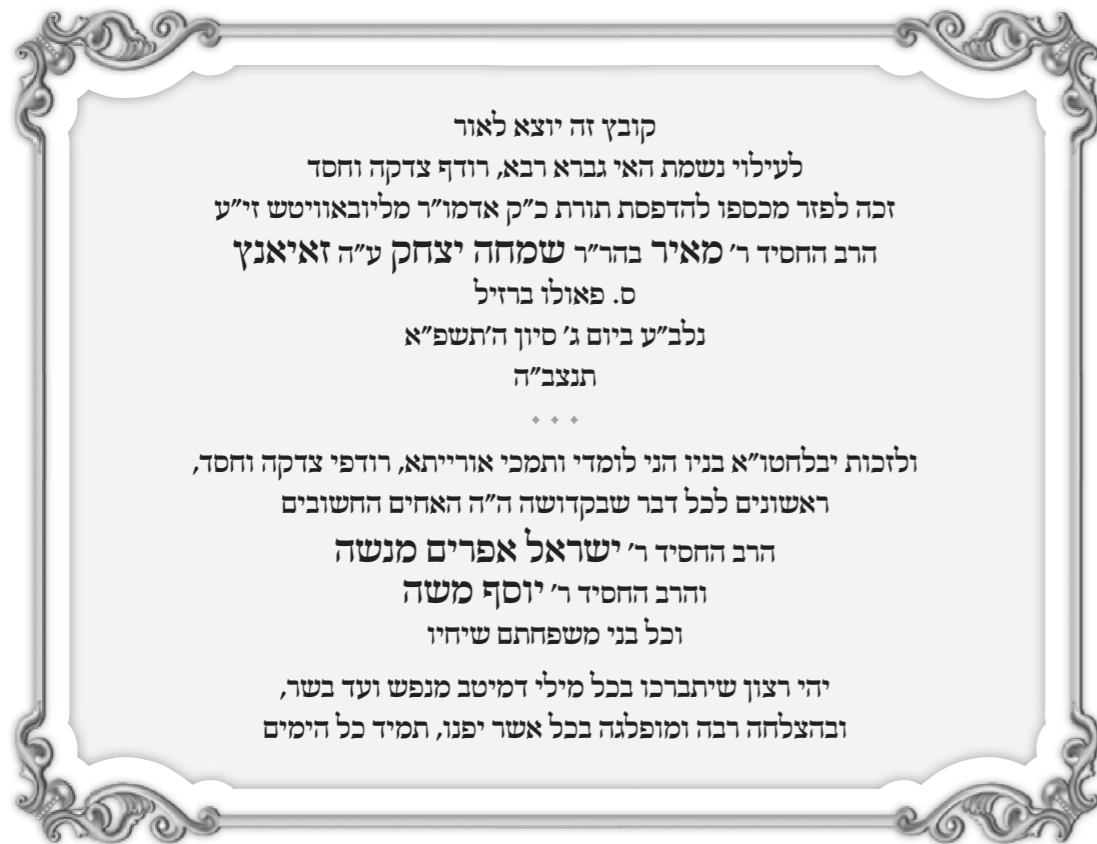 קובץ זה יוצא לאור
לעילוי נשמת האי גברא רבא, רודף צדקה וחסד
זכה לפזר מכספו להדפסת תורת כ״ק אדמו״ר מליובאוויטש זי״ע
הרב החסיד ר׳ מאיר בהר״ר שמחה יצחק ע״ה זאיאנץ
ס. פאולו ברזיל
נלב״ע ביום ג׳ סיון ה׳תשפ״א
תנצב״ה
ולזכות יבלחטו״א בניו הני לומדי ותמכי אורייתא, רודפי צדקה וחסד,
ראשונים לכל דבר שבקדושה ה״ה האחים החשובים
הרב החסיד ר׳ ישראל אפרים מנשה
והרב החסיד ר׳ יוסף משה
וכל בני משפחתם שיחיו
יהי רצון שיתברכו בכל מילי דמיטב מנפש ועד בשר,
ובהצלחה רבה ומופלגה בכל אשר יפנו, תמיד כל הימים